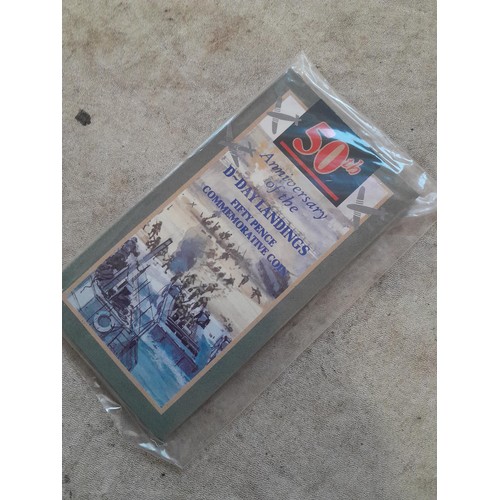 50th
Anniversary
of the
D-DAY LANDINGS
FIFTY PENCE
COMMEMORATIVE COIN